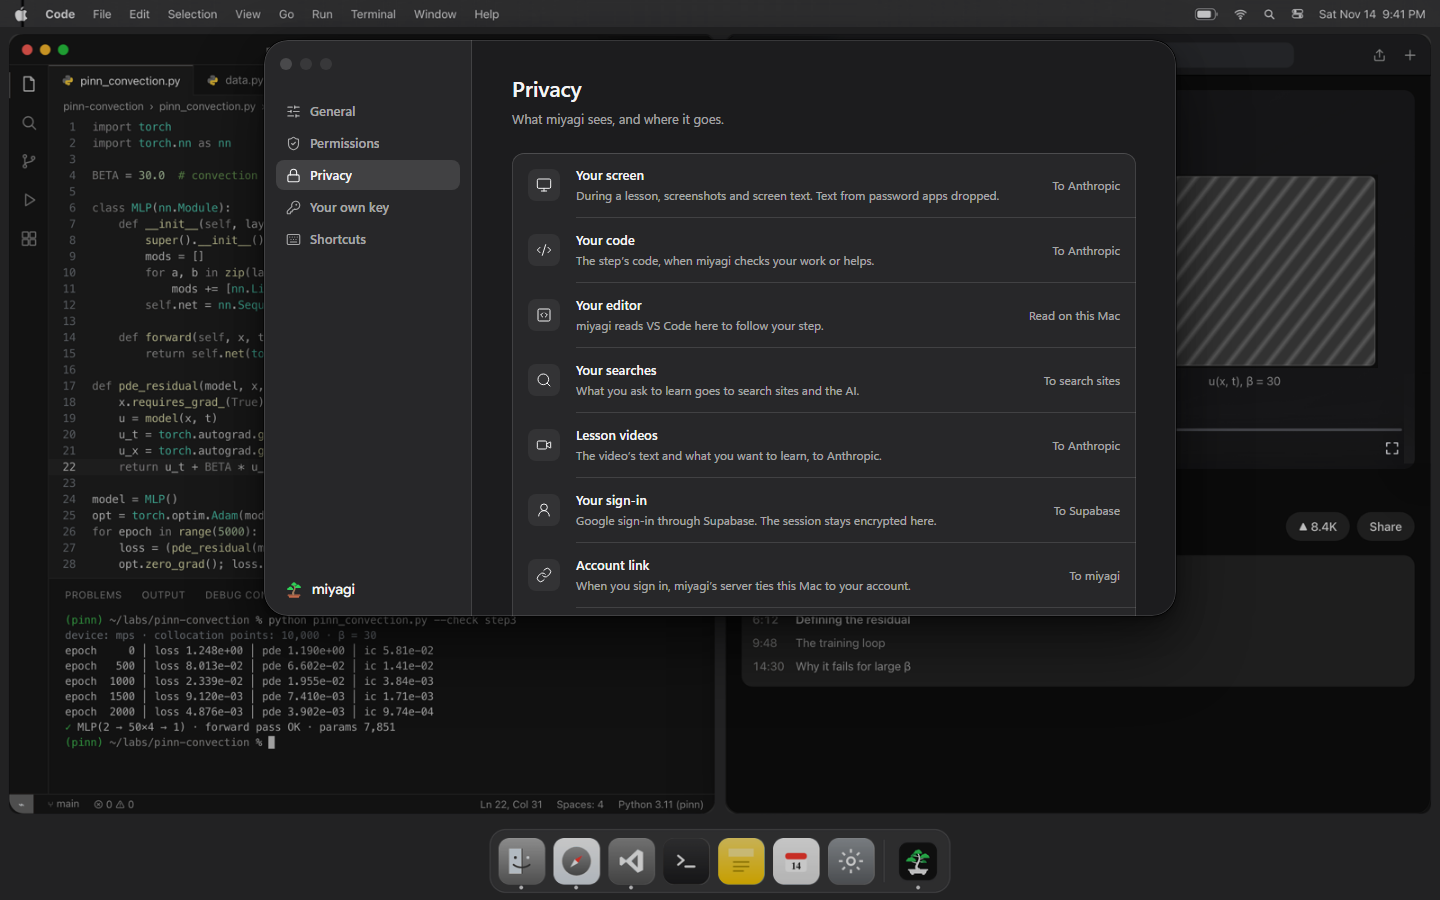 Code File Edit Selection View Go Run Terminal Window Help
Sat Nov 14 9:41 PM
pinn_convection.py
data.py
pinn-convection › pinn_convection.py ›
1 import torch
2 import torch.nn as nn
3
4 BETA = 30.0 # convection
5
6 class MLP(nn.Module):
7 def __init__(self, lay
8 super().__init__()
9 mods = []
10 for a, b in zip(la
11 mods += [nn.Li
12 self.net = nn.Sequ
13
14 def forward(self, x, t
15 return self.net(to
16
17 def pde_residual(model, x,
18 x.requires_grad_(True)
19 u = model(x, t)
20 u_t = torch.autograd.g
21 u_x = torch.autograd.g
22 return u_t + BETA * u_
23
24 model = MLP()
25 opt = torch.optim.Adam(mod
26 for epoch in range(5000):
27 loss = (pde_residual(m
28 opt.zero_grad(); loss.
PROBLEMS OUTPUT DEBUG CON
(pinn) ~/labs/pinn-convection % python pinn_convection.py --check step3
device: mps · collocation points: 10,000 · β = 30
epoch 0 | loss 1.248e+00 | pde 1.190e+00 | ic 5.81e-02
epoch 500 | loss 8.013e-02 | pde 6.602e-02 | ic 1.41e-02
epoch 1000 | loss 2.339e-02 | pde 1.955e-02 | ic 3.84e-03
epoch 1500 | loss 9.120e-03 | pde 7.410e-03 | ic 1.71e-03
epoch 2000 | loss 4.876e-03 | pde 3.902e-03 | ic 9.74e-04
✓ MLP(2 → 50×4 → 1) · forward pass OK · params 7,851
(pinn) ~/labs/pinn-convection %
main 0 0 Ln 22, Col 31 Spaces: 4 Python 3.11 (pinn)
General
Permissions
Privacy
Your own key
Shortcuts
miyagi
Privacy
What miyagi sees, and where it goes.
Your screen
During a lesson, screenshots and screen text. Text from password apps dropped.
To Anthropic
Your code
The step's code, when miyagi checks your work or helps.
To Anthropic
Your editor
miyagi reads VS Code here to follow your step.
Read on this Mac
Your searches
What you ask to learn goes to search sites and the AI.
To search sites
Lesson videos
The video's text and what you want to learn, to Anthropic.
To Anthropic
Your sign-in
Google sign-in through Supabase. The session stays encrypted here.
To Supabase
Account link
When you sign in, miyagi's server ties this Mac to your account.
To miyagi
u(x, t), β = 30
▲ 8.4K Share
6:12 Defining the residual
9:48 The training loop
14:30 Why it fails for large β
14